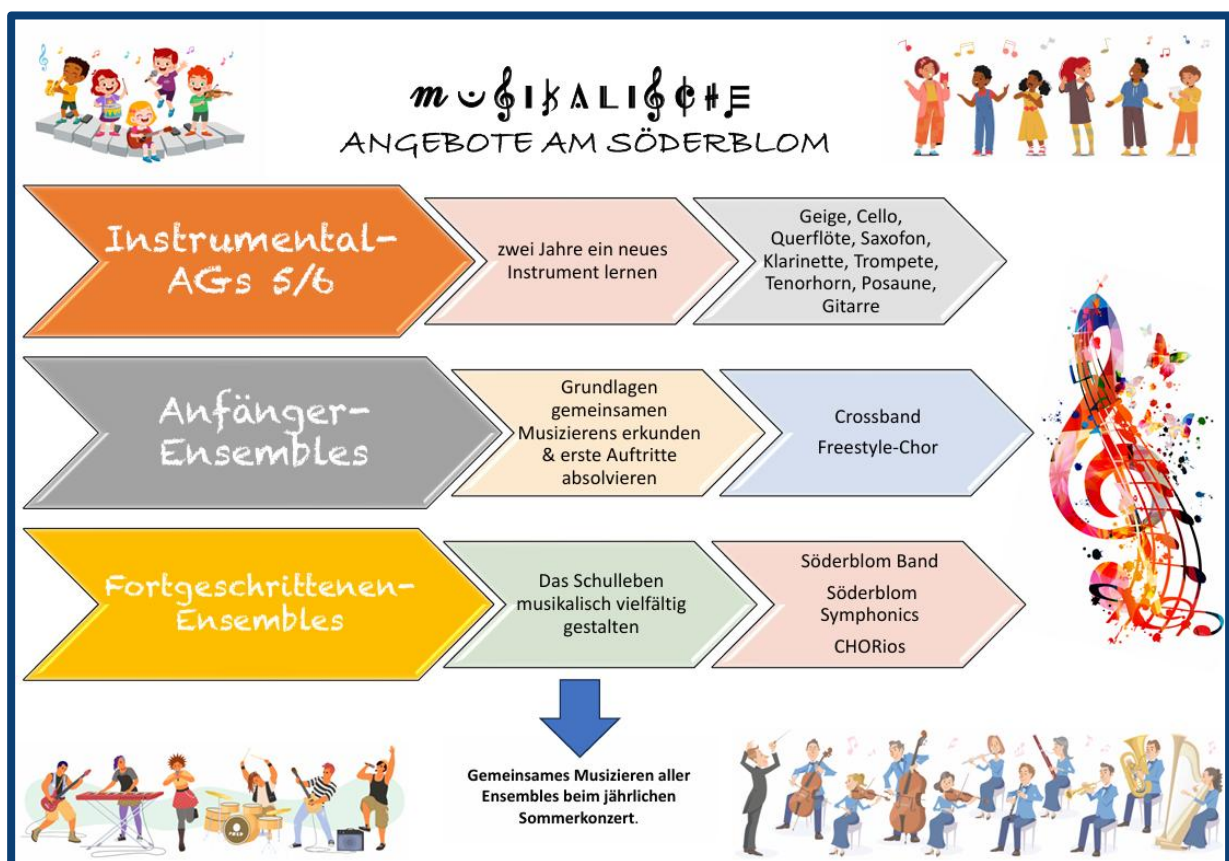 MUSIKALISCHE
ANGEBOTE AM SÖDERBLOM
Instrumental-
AGs 5/6
zwei Jahre ein neues
Instrument lernen
Geige, Cello,
Querflöte, Saxofon,
Klarinette, Trompete,
Tenorhorn, Posaune,
Gitarre
Anfänger-
Ensembles
Grundlagen
gemeinsamen
Musizierens erkunden
& erste Auftritte
absolvieren
Crossband
Freestyle-Chor
Fortgeschrittenen-
Ensembles
Das Schulleben
musikalisch vielfältig
gestalten
Söderblom Band
Söderblom
Symphonics
CHORios
Gemeinsames Musizieren aller
Ensembles beim jährlichen
Sommerkonzert.